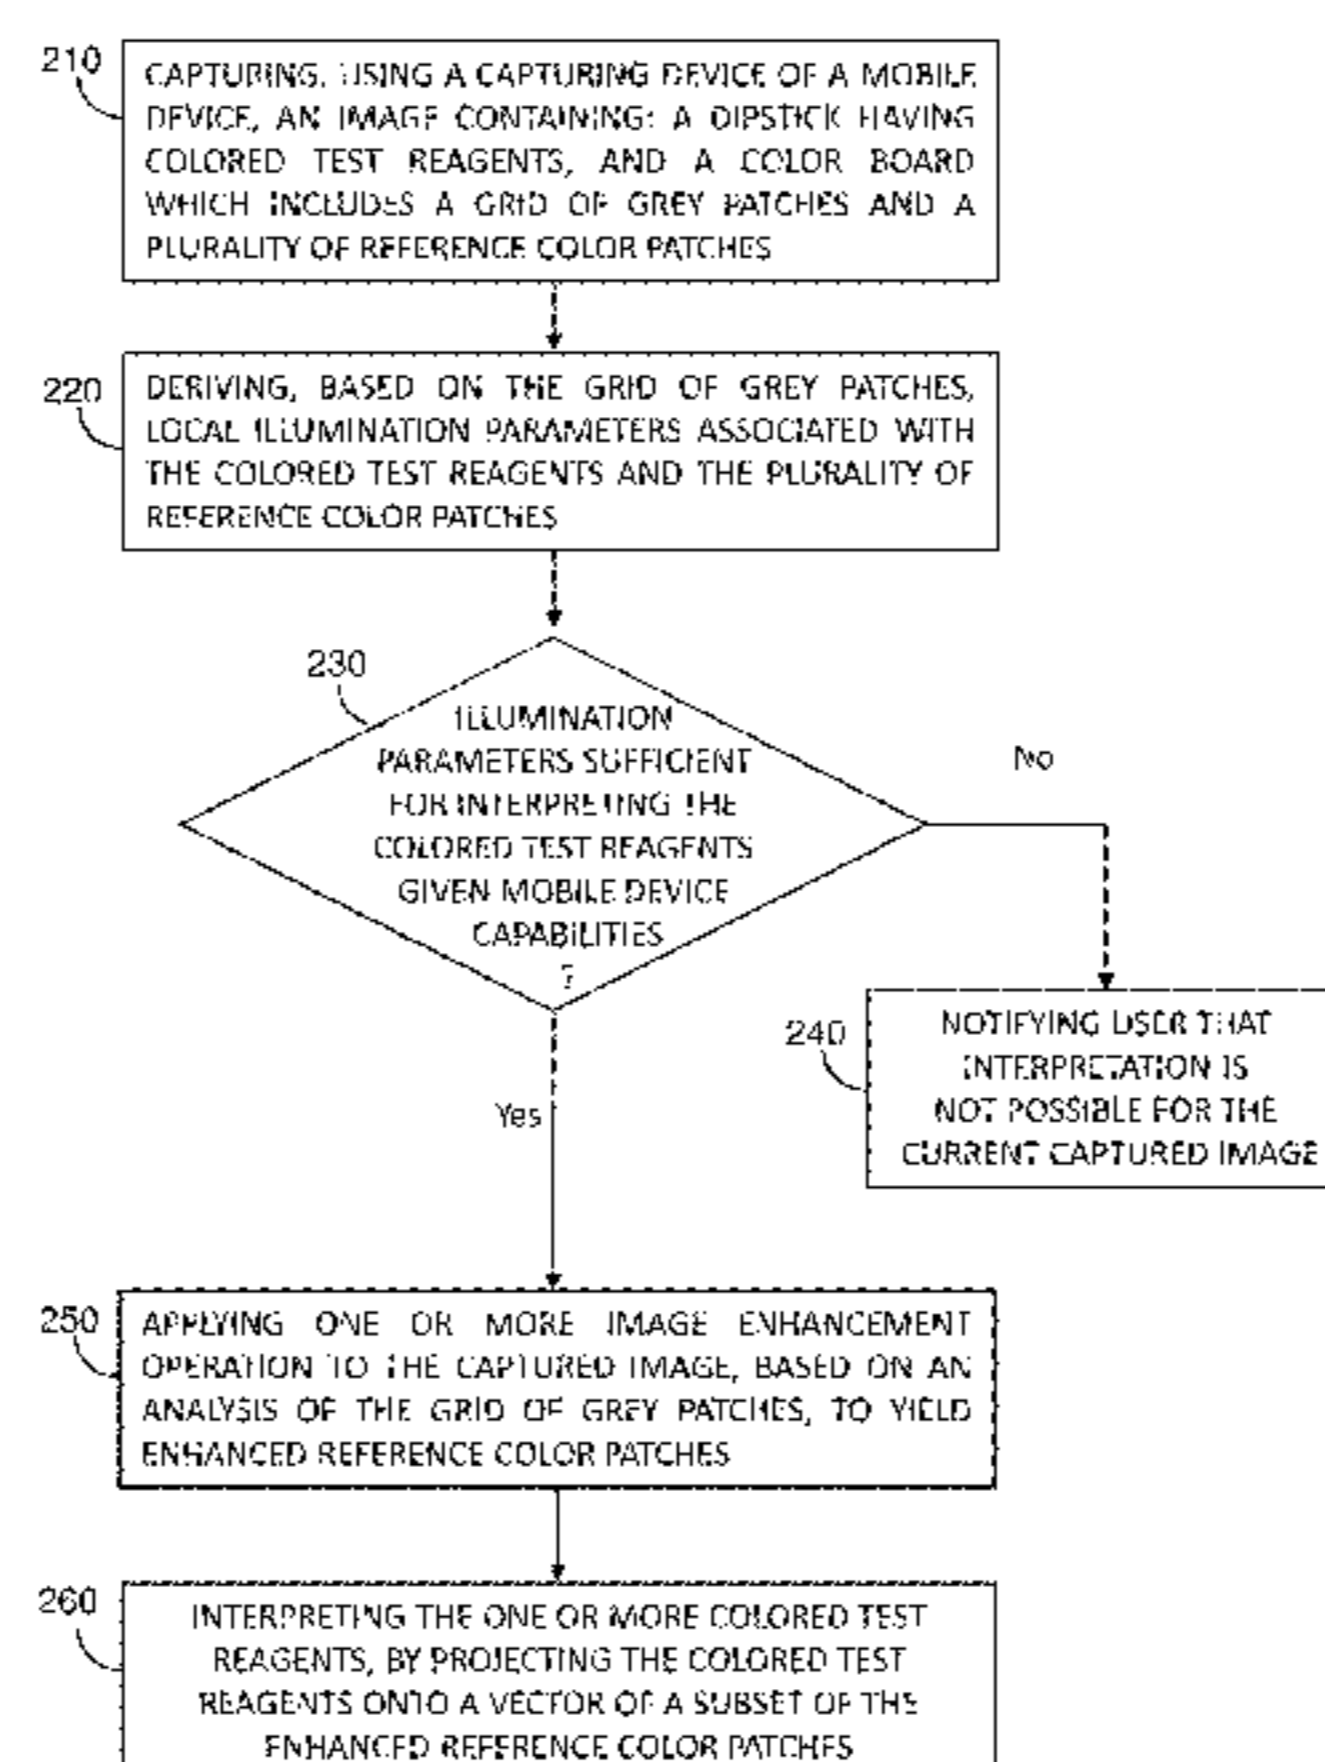 210
CAPTURING, USING A CAPTURING DEVICE OF A MOBILE
DEVICE, AN IMAGE CONTAINING: A DIPSTICK HAVING
COLORED TEST REAGENTS, AND A COLOR BOARD
WHICH INCLUDES A GRID OF GREY PATCHES AND A
PLURALITY OF REFERENCE COLOR PATCHES
220
DERIVING, BASED ON THE GRID OF GREY PATCHES,
LOCAL ILLUMINATION PARAMETERS ASSOCIATED WITH
THE COLORED TEST REAGENTS AND THE PLURALITY OF
REFERENCE COLOR PATCHES
230
ILLUMINATION
PARAMETERS SUFFICIENT
FOR INTERPRETING THE
COLORED TEST REAGENTS
GIVEN MOBILE DEVICE
CAPABILITIES
?
No
240
NOTIFYING USER THAT
INTERPRETATION IS
NOT POSSIBLE FOR THE
CURRENT CAPTURED IMAGE
Yes
250
APPLYING ONE OR MORE IMAGE ENHANCEMENT
OPERATION TO THE CAPTURED IMAGE, BASED ON AN
ANALYSIS OF THE GRID OF GREY PATCHES, TO YIELD
ENHANCED REFERENCE COLOR PATCHES
260
INTERPRETING THE ONE OR MORE COLORED TEST
REAGENTS, BY PROJECTING THE COLORED TEST
REAGENTS ONTO A VECTOR OF A SUBSET OF THE
ENHANCED REFERENCE COLOR PATCHES